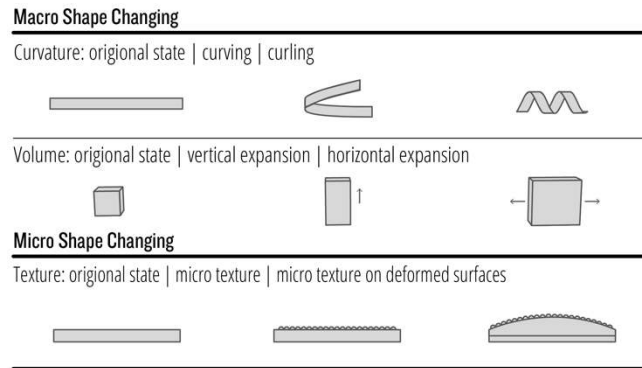 Macro Shape Changing
Curvature: origional state | curving | curling
Volume: origional state | vertical expansion | horizontal expansion
Micro Shape Changing
Texture: origional state | micro texture | micro texture on deformed surfaces